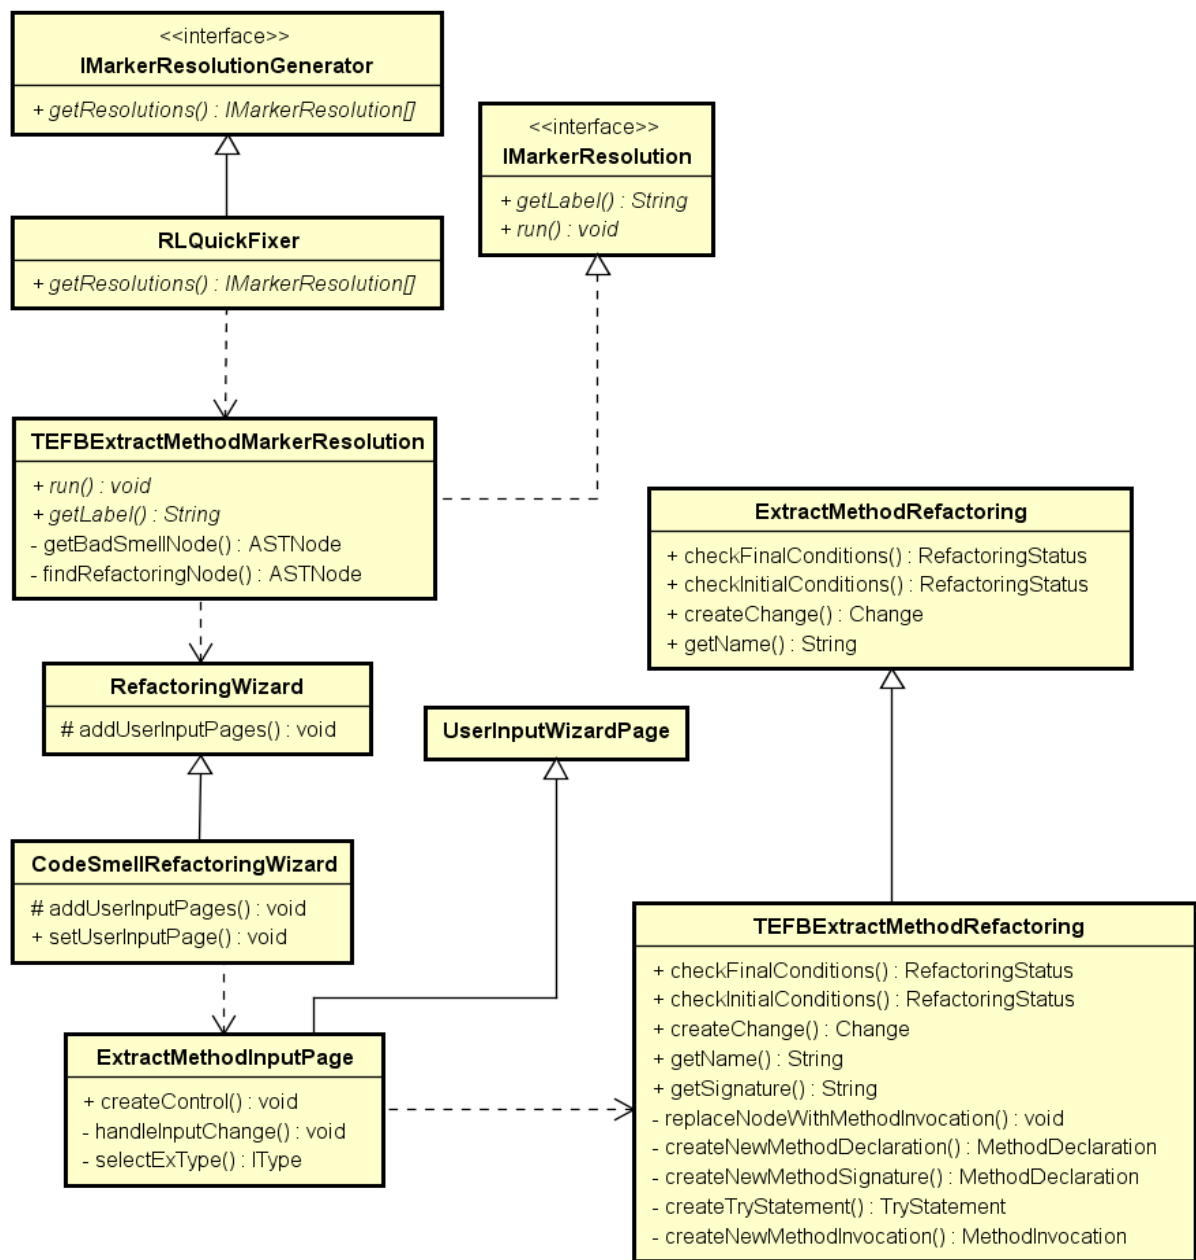 <<interface>>
IMarkerResolutionGenerator
+ getResolutions() : IMarkerResolution[]
<<interface>>
IMarkerResolution
+ getLabel() : String
+ run() : void
RLQuickFixer
+ getResolutions() : IMarkerResolution[]
TEFBExtractMethodMarkerResolution
+ run() : void
+ getLabel() : String
- getBadSmellNode() : ASTNode
- findRefactoringNode() : ASTNode
ExtractMethodRefactoring
+ checkFinalConditions() : RefactoringStatus
+ checkInitialConditions() : RefactoringStatus
+ createChange() : Change
+ getName() : String
RefactoringWizard
# addUserInputPages() : void
UserInputWizardPage
CodeSmellRefactoringWizard
# addUserInputPages() : void
+ setUserInputPage() : void
TEFBExtractMethodRefactoring
+ checkFinalConditions() : RefactoringStatus
+ checkInitialConditions() : RefactoringStatus
+ createChange() : Change
+ getName() : String
+ getSignature() : String
- replaceNodeWithMethodInvocation() : void
- createNewMethodDeclaration() : MethodDeclaration
- createNewMethodSignature() : MethodDeclaration
- createTryStatement() : TryStatement
- createNewMethodInvocation() : MethodInvocation
ExtractMethodInputPage
+ createControl() : void
- handleInputChange() : void
- selectExType() : IType